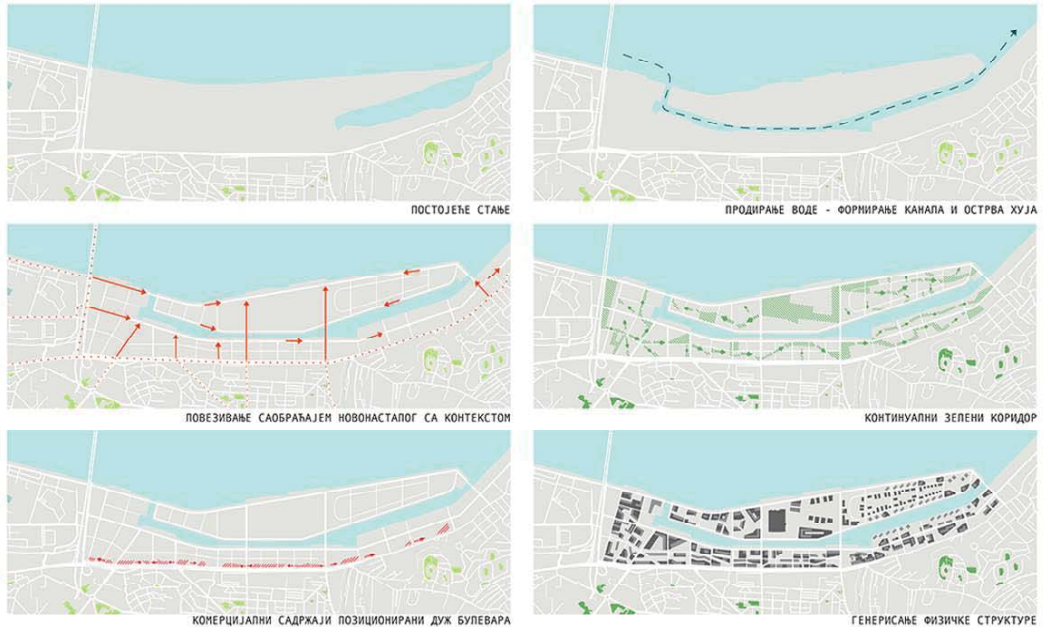 ПОСТОЈЕЋЕ СТАЊЕ
ПРОДИРАЊЕ ВОДЕ - ФОРМИРАЊЕ КАНАЛА И ОСТРВА ХУЈА
ПОВЕЗИВАЊЕ САОБРАЋАЈЕМ НОВОНАСТАЛОГ СА КОНТЕКСТОМ
КОНТИНУАЛНИ ЗЕЛЕНИ КОРИДОР
КОМЕРЦИЈАЛНИ САДРЖАЈИ ПОЗИЦИОНИРАНИ ДУЖ БУЛЕВАРА
ГЕНЕРИСАЊЕ ФИЗИЧКЕ СТРУКТУРЕ